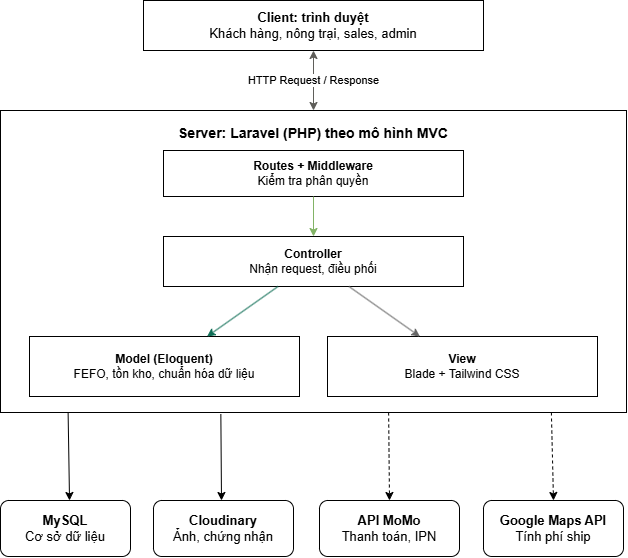 Client: trình duyệt
Khách hàng, nông trại, sales, admin
HTTP Request / Response
Server: Laravel (PHP) theo mô hình MVC
Routes + Middleware
Kiểm tra phân quyền
Controller
Nhận request, điều phối
Model (Eloquent)
FEFO, tồn kho, chuẩn hóa dữ liệu
View
Blade + Tailwind CSS
MySQL
Cơ sở dữ liệu
Cloudinary
Ảnh, chứng nhận
API MoMo
Thanh toán, IPN
Google Maps API
Tính phí ship